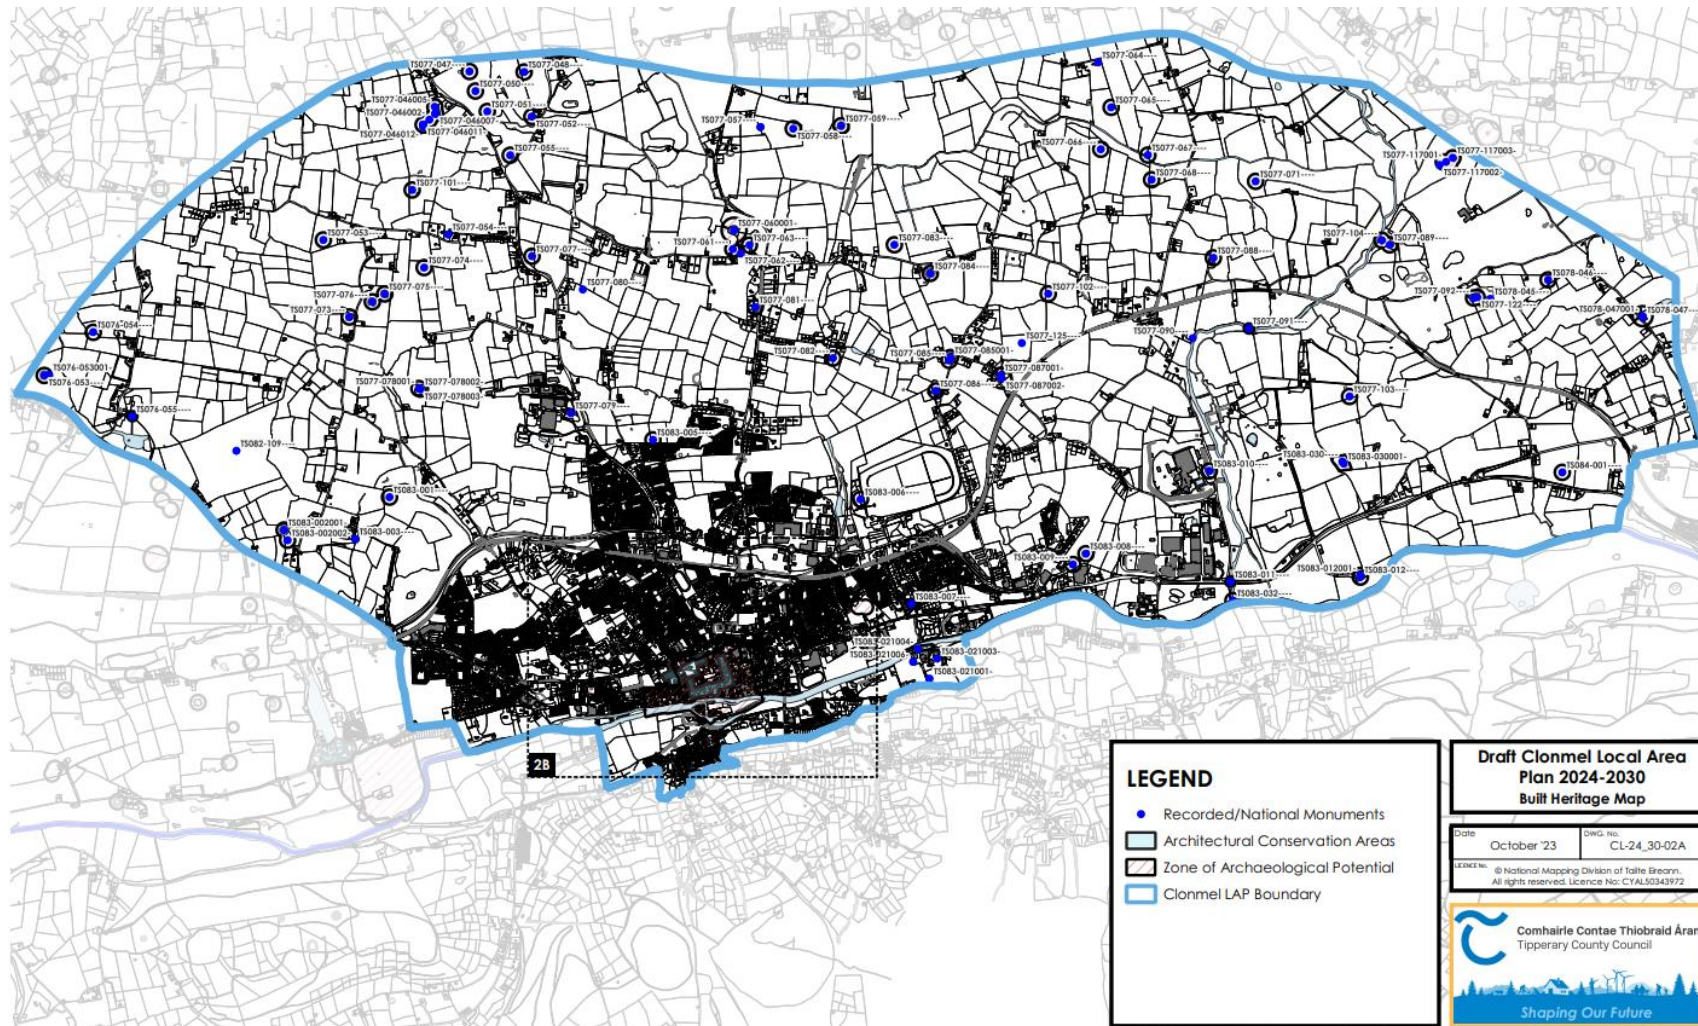 TS077-047----
TS077-048----
TS077-050----
TS077-046005-
TS077-051----
TS077-046002-
TS077-046007-
TS077-052----
TS077-046012-
TS077-046011-
TS077-055----
TS077-101----
TS077-057----
TS077-058----
TS077-059----
TS077-064----
TS077-065----
TS077-066----
TS077-067----
TS077-068----
TS077-071----
TS077-117001-
TS077-117003-
TS077-117002-
TS077-053----
TS077-054----
TS077-074----
TS077-077----
TS077-060001-
TS077-061----
TS077-063----
TS077-062----
TS077-083----
TS077-084----
TS077-088----
TS077-104----
TS077-089----
TS077-076----
TS077-075----
TS077-073----
TS077-080----
TS077-081----
TS077-102----
TS077-092----
TS078-046----
TS078-045----
TS077-122----
TS078-047001-
TS078-047----
TS076-054----
TS076-053001-
TS076-053----
TS076-055----
TS077-078001-
TS077-078002-
TS077-078003-
TS077-079----
TS077-082----
TS077-125----
TS077-085----
TS077-085001-
TS077-087001-
TS077-087002-
TS077-086----
TS077-090----
TS077-091----
TS077-103----
TS082-109----
TS083-005----
TS083-001----
TS083-002001-
TS083-002002-
TS083-003----
TS083-006----
TS083-010----
TS083-030----
TS083-030001-
TS084-001----
TS083-009----
TS083-008----
TS083-011----
TS083-032----
TS083-012001-
TS083-012----
TS083-007----
TS083-021004-
TS083-021006-
TS083-021003-
TS083-021001-
2B
LEGEND
Recorded/National Monuments
Architectural Conservation Areas
Zone of Archaeological Potential
Clonmel LAP Boundary
Draft Clonmel Local Area
Plan 2024-2030
Built Heritage Map
Date
October '23
DWG. No.
CL-24_30-02A
LICENCE No.
© National Mapping Division of Tailte Éireann.
All rights reserved. Licence No: CYAL50343972
Comhairle Contae Thiobraid Áran
Tipperary County Council
Shaping Our Future